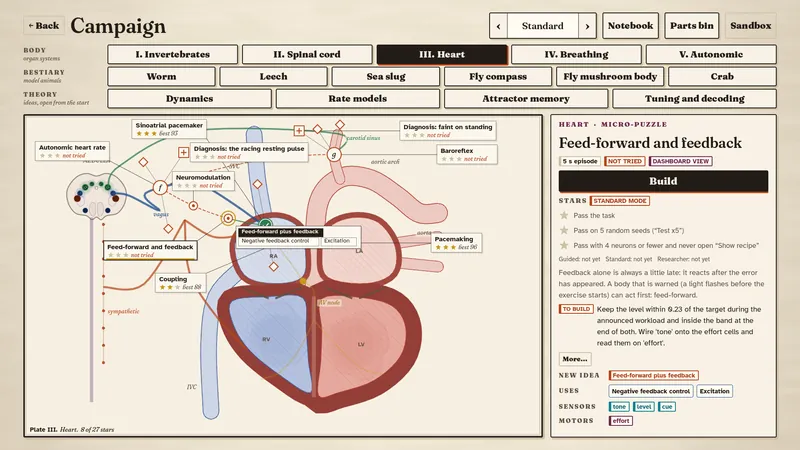 ← Back
Campaign
‹ Standard ›
Notebook
Parts bin
Sandbox
BODY
organ systems
I. Invertebrates
II. Spinal cord
III. Heart
IV. Breathing
V. Autonomic
BESTIARY
model animals
Worm
Leech
Sea slug
Fly compass
Fly mushroom body
Crab
THEORY
ideas, open from the start
Dynamics
Rate models
Attractor memory
Tuning and decoding
Sinoatrial pacemaker
★★★ best 93
Diagnosis: faint on standing
★★★ not tried
carotid sinus
Autonomic heart rate
★★★ not tried
Diagnosis: the racing resting pulse
★★★ not tried
Baroreflex
★★★ not tried
g
aortic arch
SVC
Neuromodulation
★★★ not tried
f
vagus
Feed-forward plus feedback
Negative feedback control
Excitation
aorta
Pacemaking
★★★ best 96
Feed-forward and feedback
★★★ not tried
RA
LA
Coupling
★★★ best 88
AV node
sympathetic
RV
LV
IVC
Plate III. Heart. 8 of 27 stars
HEART • MICRO-PUZZLE
Feed-forward and feedback
5 s episode
NOT TRIED
DASHBOARD VIEW
Build
STARS STANDARD MODE
★ Pass the task
★ Pass on 5 random seeds (“Test x5”)
★ Pass with 4 neurons or fewer and never open “Show recipe”
Guided: not yet Standard: not yet Researcher: not yet
Feedback alone is always a little late: it reacts after the error
has appeared. A body that is warned (a light flashes before the
exercise starts) can act first: feed-forward.
TO BUILD Keep the level within 0.23 of the target during the
announced workload and inside the band at the
end of both. Wire ‘tone’ onto the effort cells and
read them on ‘effort’.
More...
NEW IDEA Feed-forward plus feedback
USES Negative feedback control Excitation
SENSORS tone level cue
MOTORS effort